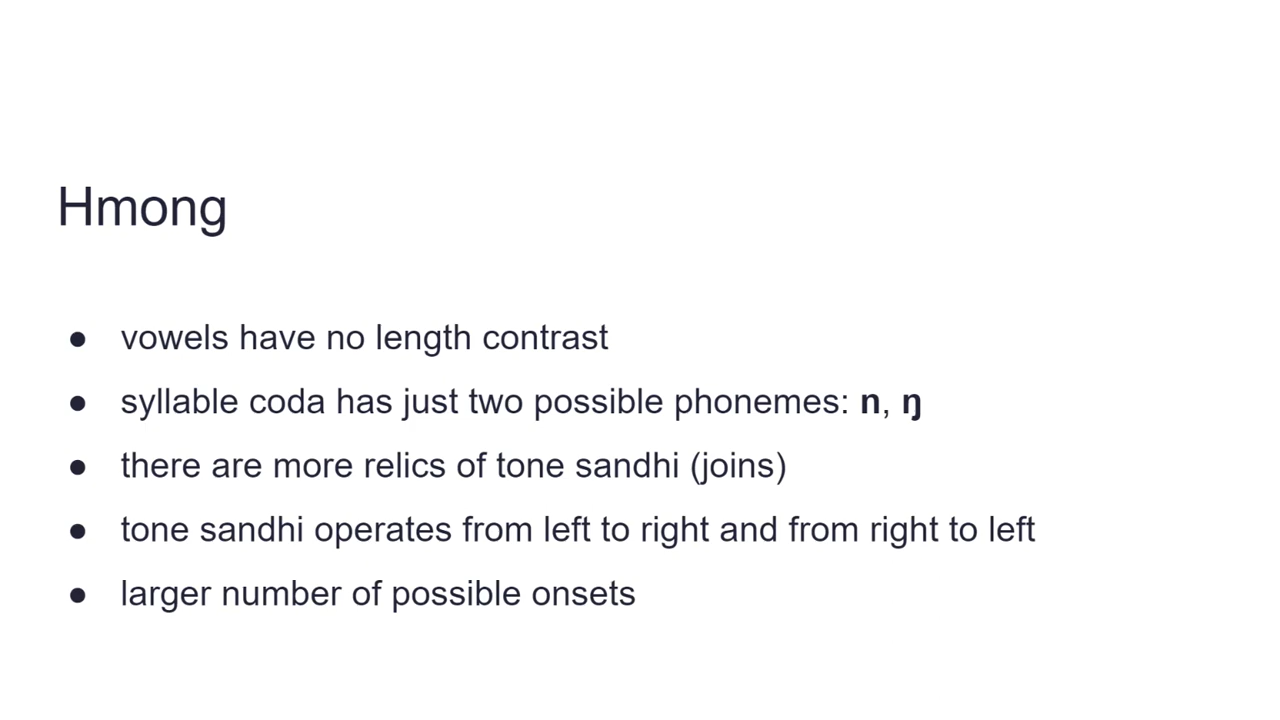 Hmong
● vowels have no length contrast
● syllable coda has just two possible phonemes: n, ŋ
● there are more relics of tone sandhi (joins)
● tone sandhi operates from left to right and from right to left
● larger number of possible onsets